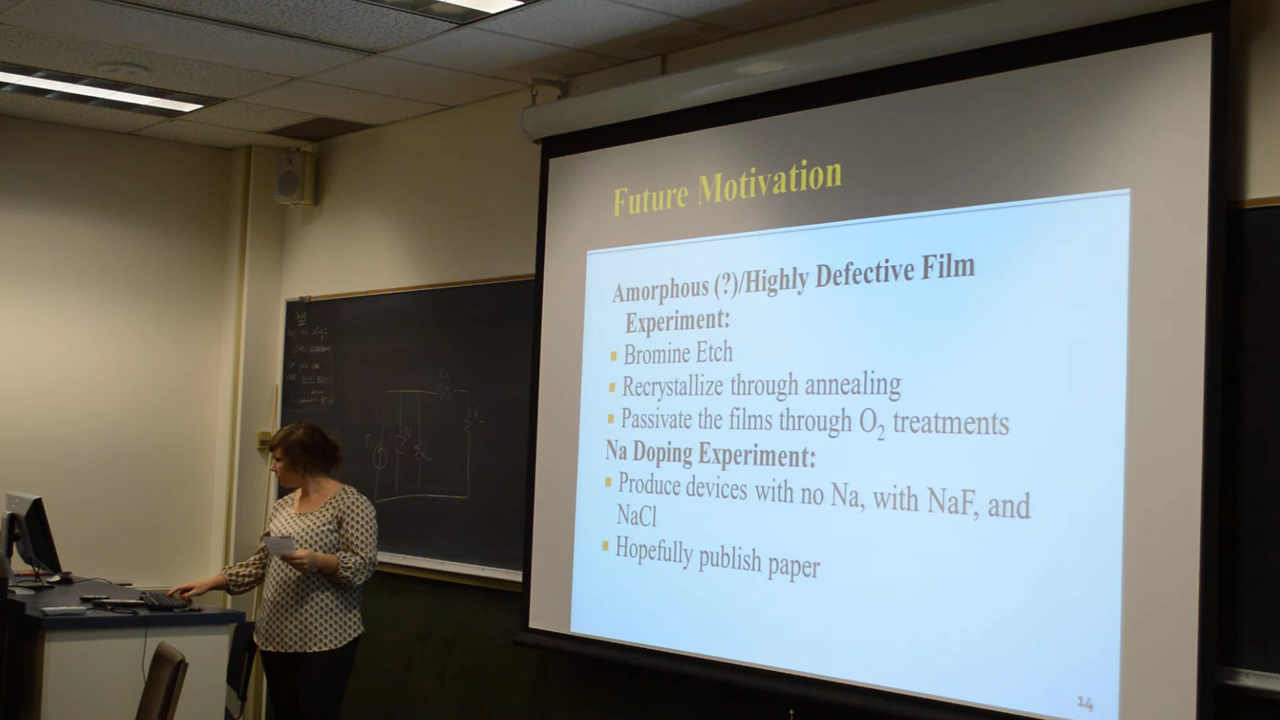 Future Motivation
Amorphous (?)/Highly Defective Film
Experiment:
Bromine Etch
Recrystallize through annealing
Passivate the films through O₂ treatments
Na Doping Experiment:
Produce devices with no Na, with NaF, and
NaCl
Hopefully publish paper
14